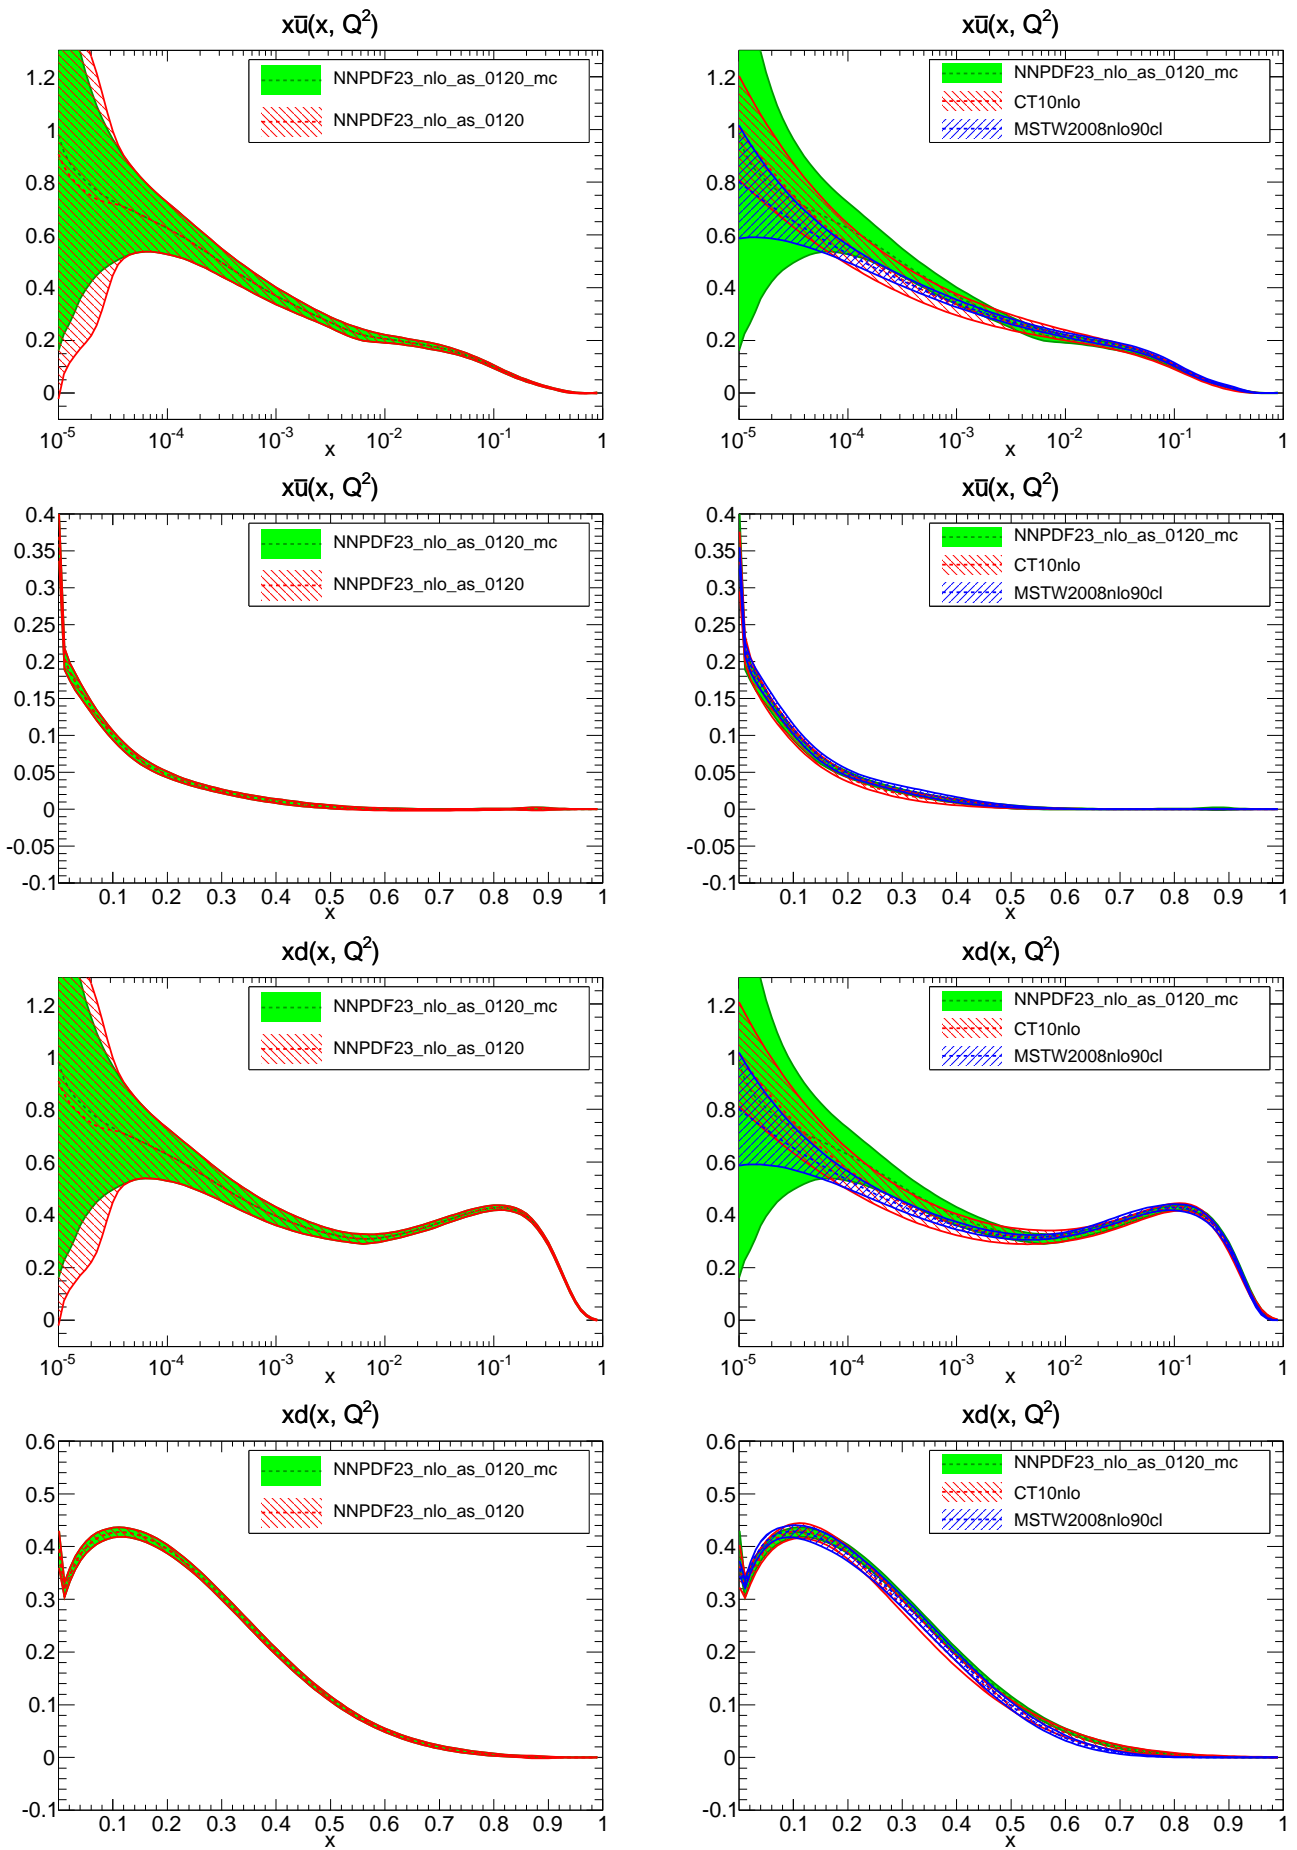 xu̅(x, Q²)
NNPDF23_nlo_as_0120_mc
NNPDF23_nlo_as_0120
1.2
1
0.8
0.6
0.4
0.2
0
10⁻⁵ 10⁻⁴ 10⁻³ 10⁻² 10⁻¹ 1
x
xu̅(x, Q²)
NNPDF23_nlo_as_0120_mc
CT10nlo
MSTW2008nlo90cl
1.2
1
0.8
0.6
0.4
0.2
0
10⁻⁵ 10⁻⁴ 10⁻³ 10⁻² 10⁻¹ 1
x
xu̅(x, Q²)
NNPDF23_nlo_as_0120_mc
NNPDF23_nlo_as_0120
0.4
0.35
0.3
0.25
0.2
0.15
0.1
0.05
0
-0.05
-0.1
0.1 0.2 0.3 0.4 0.5 0.6 0.7 0.8 0.9 1
x
xu̅(x, Q²)
NNPDF23_nlo_as_0120_mc
CT10nlo
MSTW2008nlo90cl
0.4
0.35
0.3
0.25
0.2
0.15
0.1
0.05
0
-0.05
-0.1
0.1 0.2 0.3 0.4 0.5 0.6 0.7 0.8 0.9 1
x
xd(x, Q²)
NNPDF23_nlo_as_0120_mc
NNPDF23_nlo_as_0120
1.2
1
0.8
0.6
0.4
0.2
0
10⁻⁵ 10⁻⁴ 10⁻³ 10⁻² 10⁻¹ 1
x
xd(x, Q²)
NNPDF23_nlo_as_0120_mc
CT10nlo
MSTW2008nlo90cl
1.2
1
0.8
0.6
0.4
0.2
0
10⁻⁵ 10⁻⁴ 10⁻³ 10⁻² 10⁻¹ 1
x
xd(x, Q²)
NNPDF23_nlo_as_0120_mc
NNPDF23_nlo_as_0120
0.6
0.5
0.4
0.3
0.2
0.1
0
-0.1
0.1 0.2 0.3 0.4 0.5 0.6 0.7 0.8 0.9 1
x
xd(x, Q²)
NNPDF23_nlo_as_0120_mc
CT10nlo
MSTW2008nlo90cl
0.6
0.5
0.4
0.3
0.2
0.1
0
-0.1
0.1 0.2 0.3 0.4 0.5 0.6 0.7 0.8 0.9 1
x